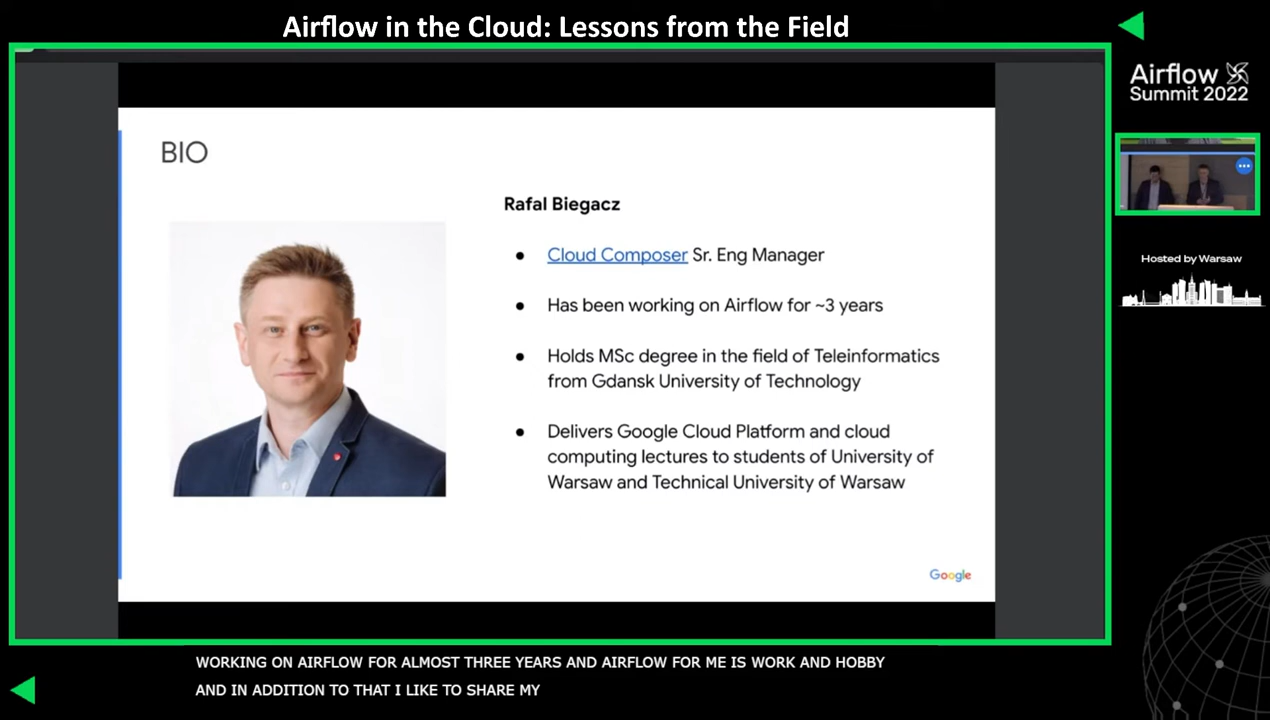 Airflow in the Cloud: Lessons from the Field
Airflow
Summit 2022
BIO
Rafal Biegacz
● Cloud Composer Sr. Eng Manager
● Has been working on Airflow for ~3 years
● Holds MSc degree in the field of Teleinformatics
from Gdansk University of Technology
● Delivers Google Cloud Platform and cloud
computing lectures to students of University of
Warsaw and Technical University of Warsaw
Google
Hosted by Warsaw
WORKING ON AIRFLOW FOR ALMOST THREE YEARS AND AIRFLOW FOR ME IS WORK AND HOBBY
AND IN ADDITION TO THAT I LIKE TO SHARE MY